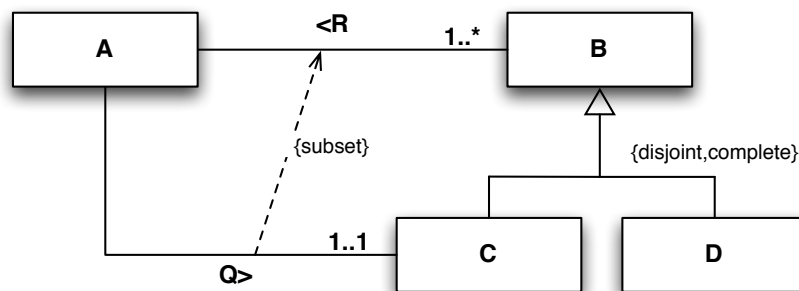 <R
A
1..*
B
{subset}
{disjoint,complete}
1..1
C
D
Q>